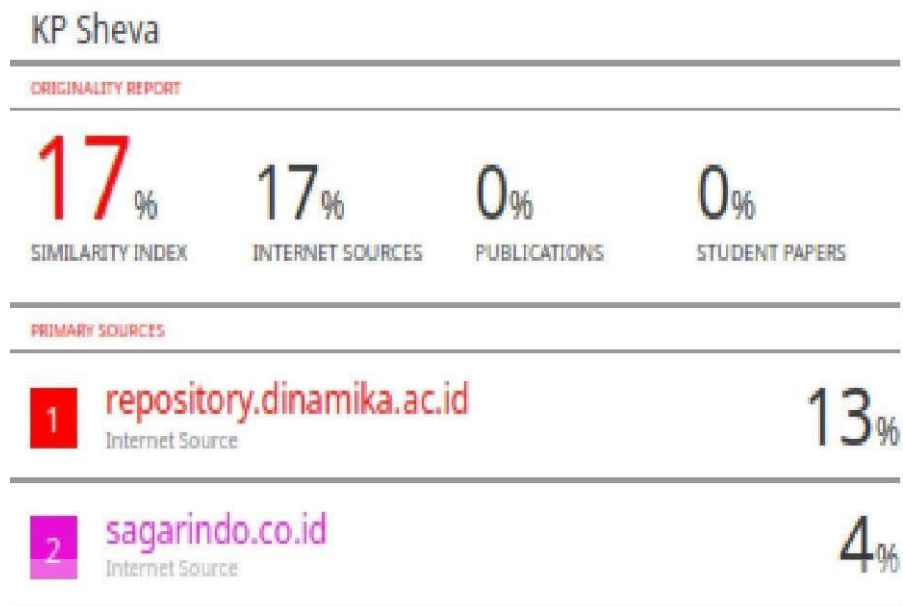 KP Sheva
ORIGINALITY REPORT
17% 17% 0% 0%
SIMILARITY INDEX INTERNET SOURCES PUBLICATIONS STUDENT PAPERS
PRIMARY SOURCES
1 repository.dinamika.ac.id 13%
Internet Source
2 sagarindo.co.id 4%
Internet Source